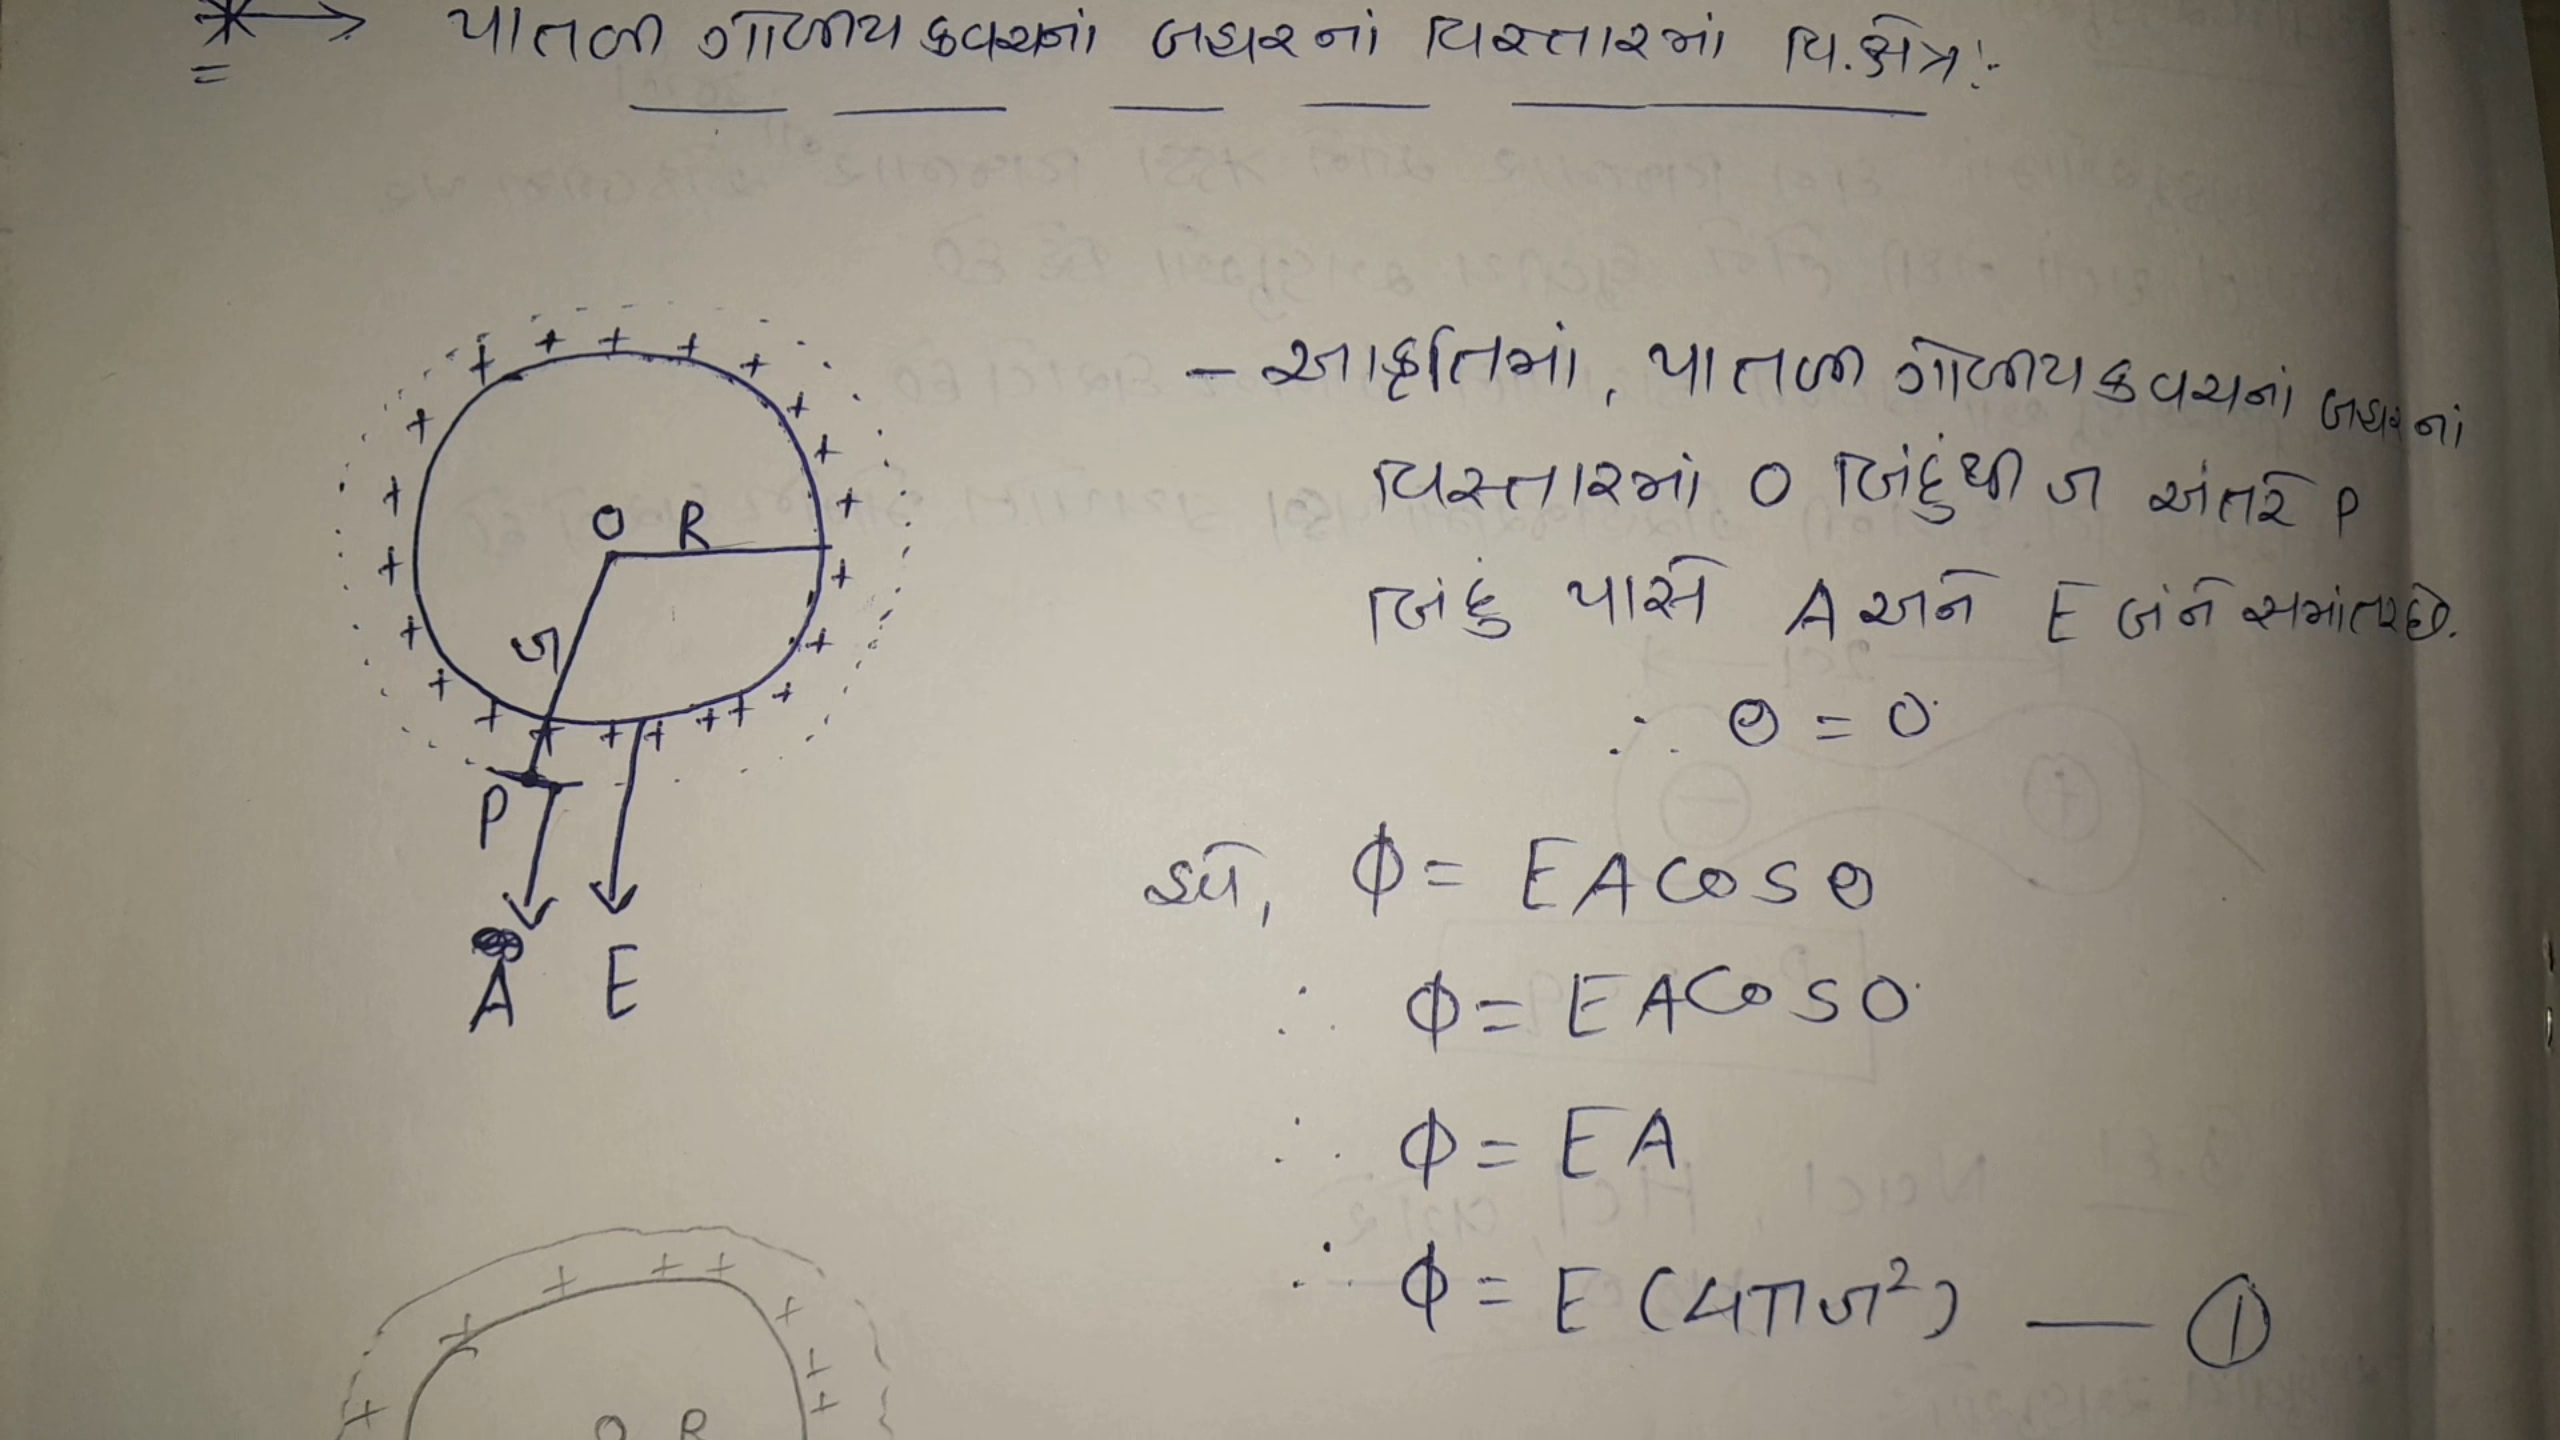 * → પાતળી ગોળીય કવચનાં બહારનાં વિસ્તારમાં વિ.ક્ષેત્ર:-
- આકૃતિમાં, પાતળી ગોળીય કવચનાં બહારનાં
વિસ્તારમાં O બિંદુથી r અંતરે P
બિંદુ પાસે A અને E બંને સમાંતર છે.
∴ θ = 0
હવે, ϕ = EA cos θ
∴ ϕ = EA cos 0
∴ ϕ = EA
∴ ϕ = E (4πr²) — ①
O R
r
P
A E
O R